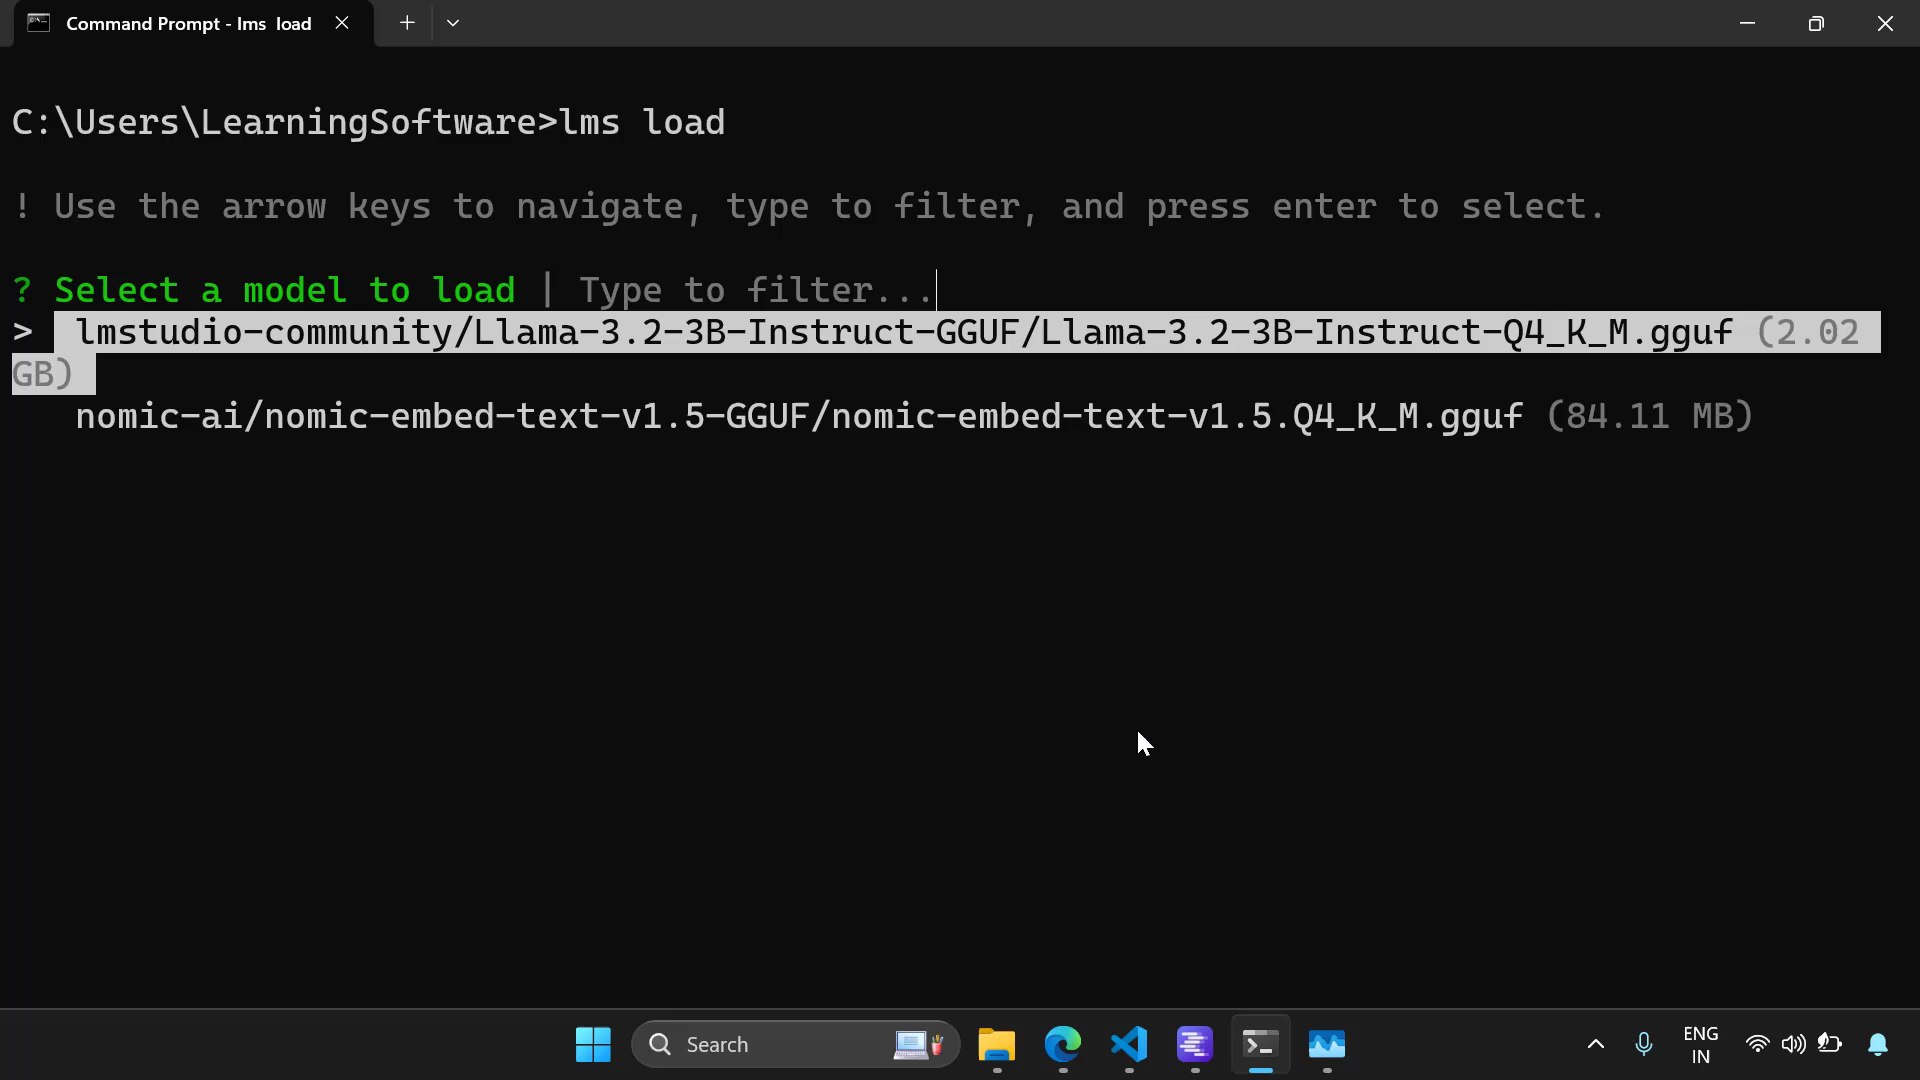 Command Prompt - lms  load
C:\Users\LearningSoftware>lms load
! Use the arrow keys to navigate, type to filter, and press enter to select.
? Select a model to load | Type to filter...
>  lmstudio-community/Llama-3.2-3B-Instruct-GGUF/Llama-3.2-3B-Instruct-Q4_K_M.gguf (2.02
GB)
nomic-ai/nomic-embed-text-v1.5-GGUF/nomic-embed-text-v1.5.Q4_K_M.gguf (84.11 MB)
Search
ENG
IN